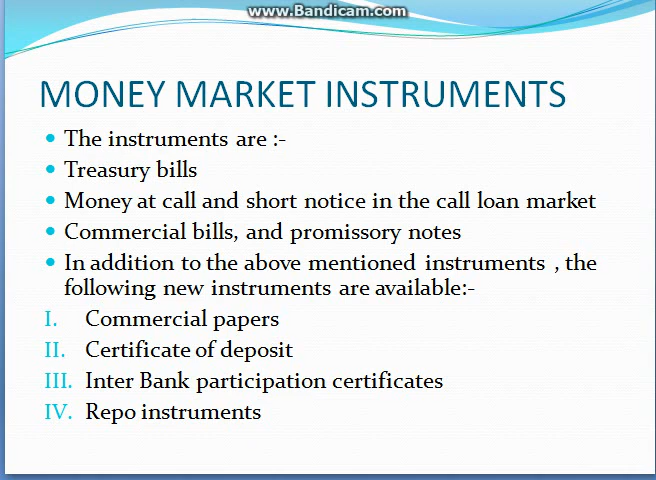 www.Bandicam.com
MONEY MARKET INSTRUMENTS
• The instruments are :-
• Treasury bills
• Money at call and short notice in the call loan market
• Commercial bills, and promissory notes
• In addition to the above mentioned instruments , the
following new instruments are available:-
I. Commercial papers
II. Certificate of deposit
III. Inter Bank participation certificates
IV. Repo instruments